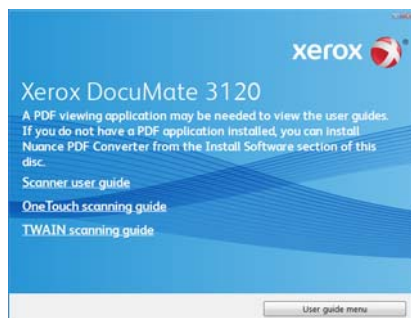 xerox
Xerox DocuMate 3120
A PDF viewing application may be needed to view the user guides.
If you do not have a PDF application installed, you can install
Nuance PDF Converter from the Install Software section of this
disc.
Scanner user guide
OneTouch scanning guide
TWAIN scanning guide
User guide menu